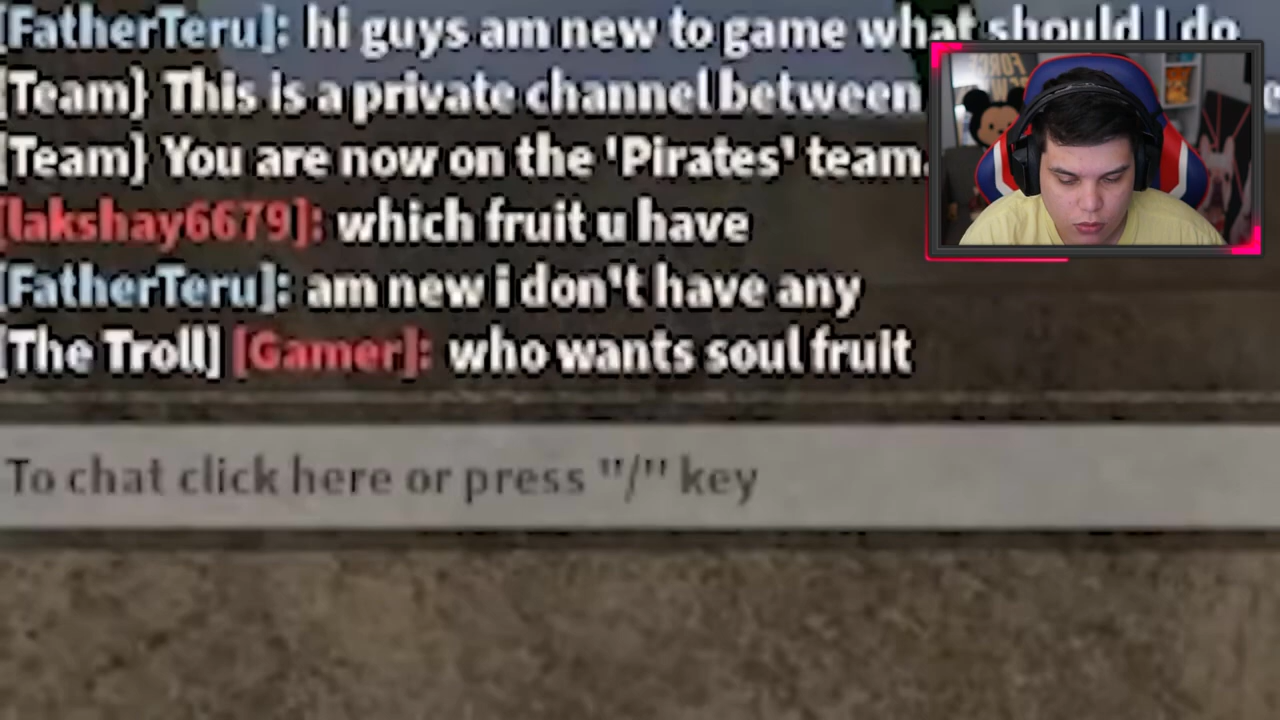 [FatherTeru]: hi guys am new to game what should I do
{Team} This is a private channel between
{Team} You are now on the 'Pirates' team.
[lakshay6679]: which fruit u have
[FatherTeru]: am new i don't have any
[The Troll] [Gamer]: who wants soul fruit
To chat click here or press "/" key